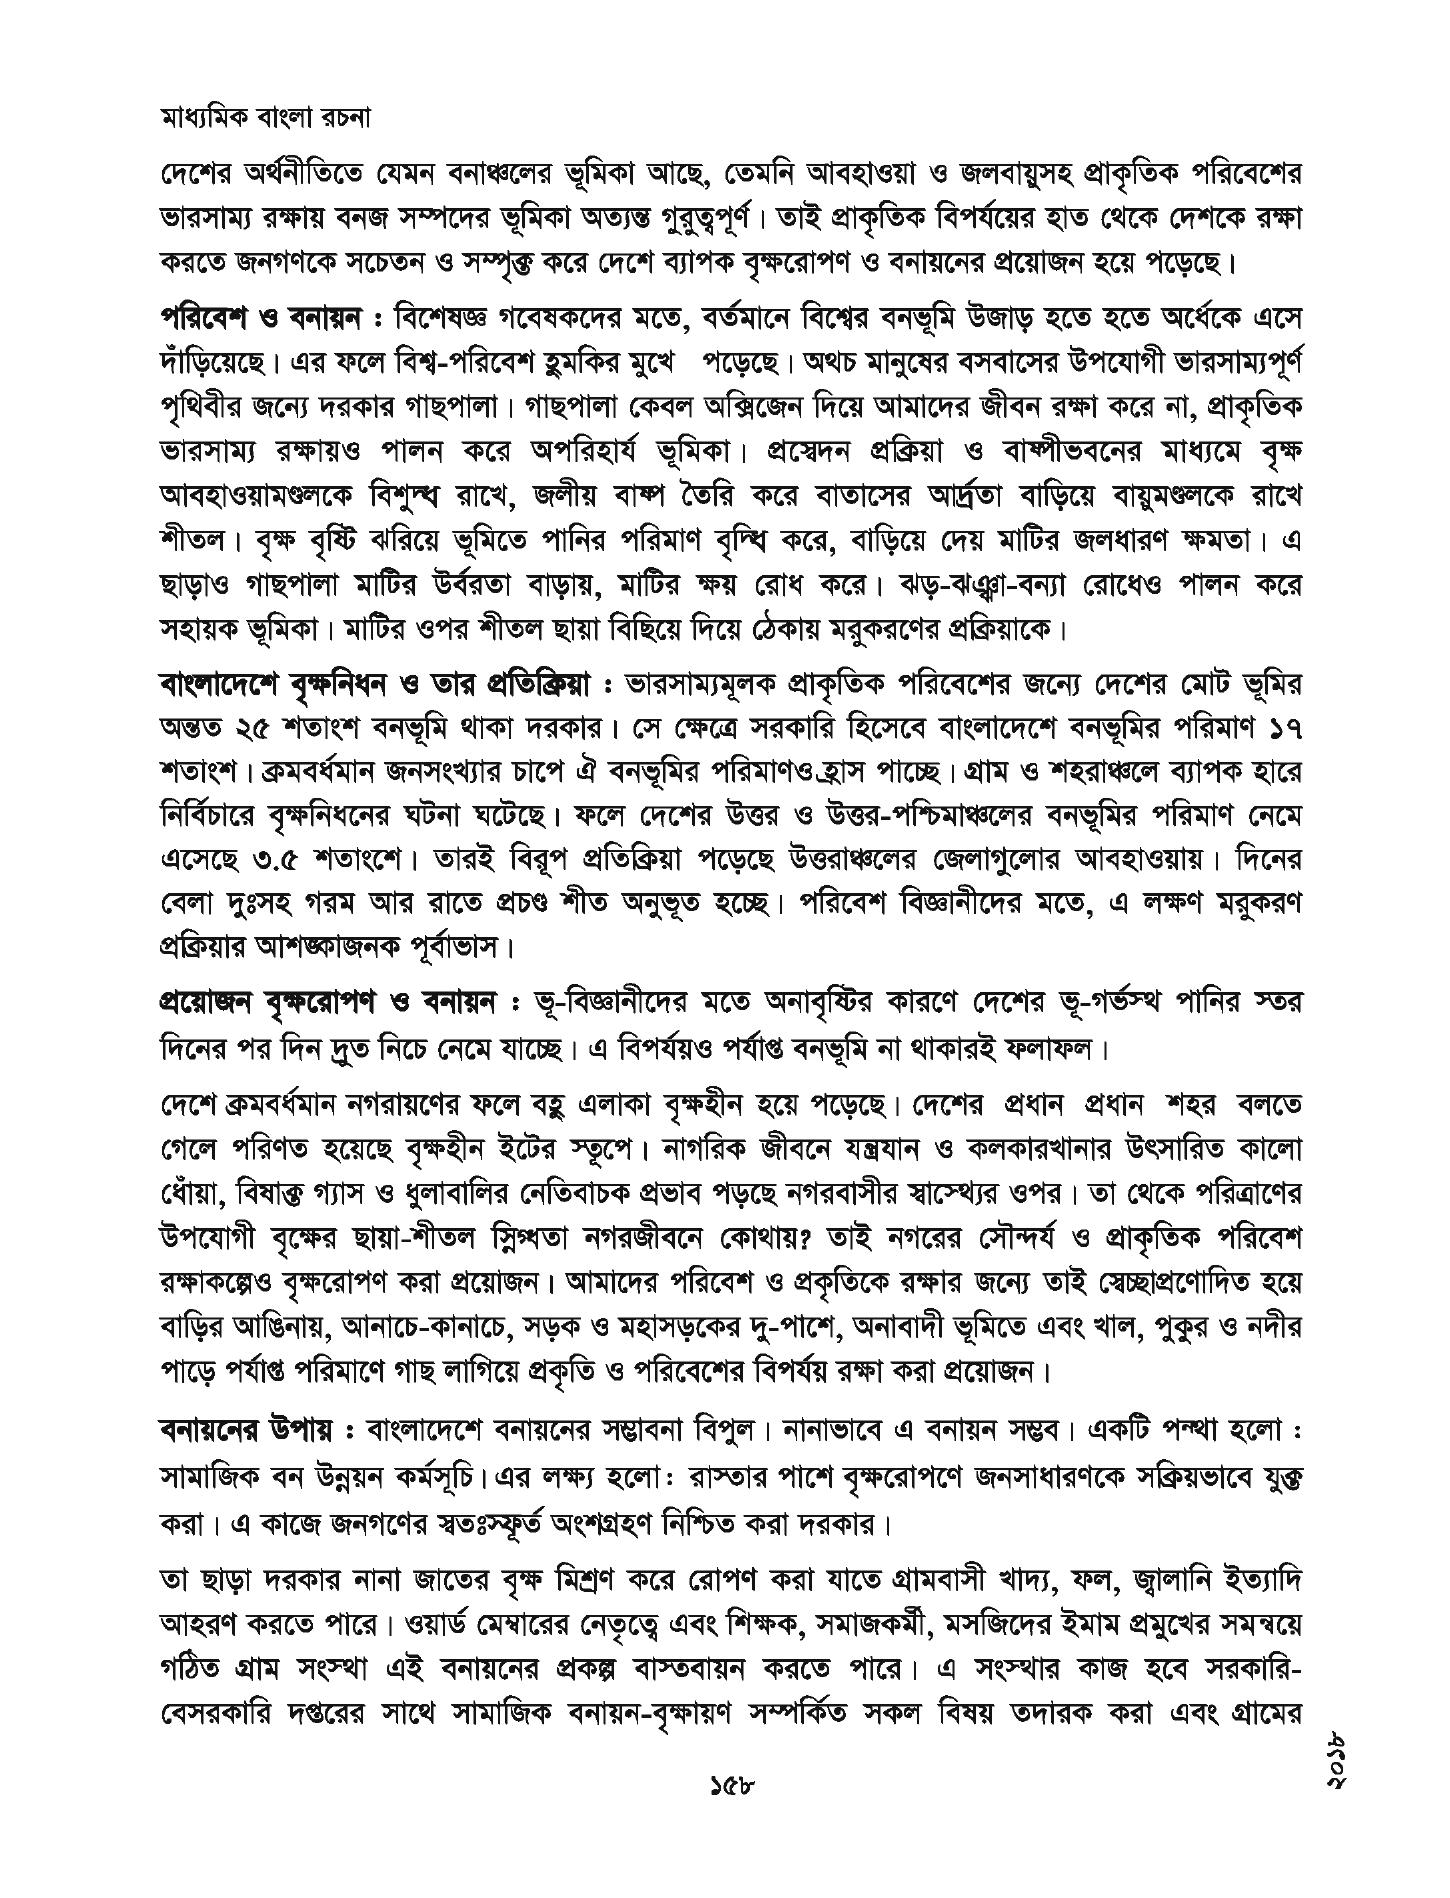 মাধ্যমিক বাংলা রচনা
দেশের অর্থনীতিতে যেমন বনাঞ্চলের ভূমিকা আছে, তেমনি আবহাওয়া ও জলবায়ুসহ প্রাকৃতিক পরিবেশের
ভারসাম্য রক্ষায় বনজ সম্পদের ভূমিকা অত্যন্ত গুরুত্বপূর্ণ। তাই প্রাকৃতিক বিপর্যয়ের হাত থেকে দেশকে রক্ষা
করতে জনগণকে সচেতন ও সম্পৃক্ত করে দেশে ব্যাপক বৃক্ষরোপণ ও বনায়নের প্রয়োজন হয়ে পড়েছে।
পরিবেশ ও বনায়ন : বিশেষজ্ঞ গবেষকদের মতে, বর্তমানে বিশ্বের বনভূমি উজাড় হতে হতে অর্ধেকে এসে
দাঁড়িয়েছে। এর ফলে বিশ্ব-পরিবেশ হুমকির মুখে পড়েছে। অথচ মানুষের বসবাসের উপযোগী ভারসাম্যপূর্ণ
পৃথিবীর জন্যে দরকার গাছপালা। গাছপালা কেবল অক্সিজেন দিয়ে আমাদের জীবন রক্ষা করে না, প্রাকৃতিক
ভারসাম্য রক্ষায়ও পালন করে অপরিহার্য ভূমিকা। প্রস্বেদন প্রক্রিয়া ও বাষ্পীভবনের মাধ্যমে বৃক্ষ
আবহাওয়ামণ্ডলকে বিশুদ্ধ রাখে, জলীয় বাষ্প তৈরি করে বাতাসের আর্দ্রতা বাড়িয়ে বায়ুমণ্ডলকে রাখে
শীতল। বৃক্ষ বৃষ্টি ঝরিয়ে ভূমিতে পানির পরিমাণ বৃদ্ধি করে, বাড়িয়ে দেয় মাটির জলধারণ ক্ষমতা। এ
ছাড়াও গাছপালা মাটির উর্বরতা বাড়ায়, মাটির ক্ষয় রোধ করে। ঝড়-ঝঞ্ঝা-বন্যা রোধেও পালন করে
সহায়ক ভূমিকা। মাটির ওপর শীতল ছায়া বিছিয়ে দিয়ে ঠেকায় মরুকরণের প্রক্রিয়াকে।
বাংলাদেশে বৃক্ষনিধন ও তার প্রতিক্রিয়া : ভারসাম্যমূলক প্রাকৃতিক পরিবেশের জন্যে দেশের মোট ভূমির
অন্তত ২৫ শতাংশ বনভূমি থাকা দরকার। সে ক্ষেত্রে সরকারি হিসেবে বাংলাদেশে বনভূমির পরিমাণ ১৭
শতাংশ। ক্রমবর্ধমান জনসংখ্যার চাপে ঐ বনভূমির পরিমাণও হ্রাস পাচ্ছে। গ্রাম ও শহরাঞ্চলে ব্যাপক হারে
নির্বিচারে বৃক্ষনিধনের ঘটনা ঘটেছে। ফলে দেশের উত্তর ও উত্তর-পশ্চিমাঞ্চলের বনভূমির পরিমাণ নেমে
এসেছে ৩.৫ শতাংশে। তারই বিরূপ প্রতিক্রিয়া পড়েছে উত্তরাঞ্চলের জেলাগুলোর আবহাওয়ায়। দিনের
বেলা দুঃসহ গরম আর রাতে প্রচণ্ড শীত অনুভূত হচ্ছে। পরিবেশ বিজ্ঞানীদের মতে, এ লক্ষণ মরুকরণ
প্রক্রিয়ার আশঙ্কাজনক পূর্বাভাস।
প্রয়োজন বৃক্ষরোপণ ও বনায়ন : ভূ-বিজ্ঞানীদের মতে অনাবৃষ্টির কারণে দেশের ভূ-গর্ভস্থ পানির স্তর
দিনের পর দিন দ্রুত নিচে নেমে যাচ্ছে। এ বিপর্যয়ও পর্যাপ্ত বনভূমি না থাকারই ফলাফল।
দেশে ক্রমবর্ধমান নগরায়ণের ফলে বহু এলাকা বৃক্ষহীন হয়ে পড়েছে। দেশের প্রধান প্রধান শহর বলতে
গেলে পরিণত হয়েছে বৃক্ষহীন ইটের স্তূপে। নাগরিক জীবনে যন্ত্রযান ও কলকারখানার উৎসারিত কালো
ধোঁয়া, বিষাক্ত গ্যাস ও ধুলাবালির নেতিবাচক প্রভাব পড়ছে নগরবাসীর স্বাস্থ্যের ওপর। তা থেকে পরিত্রাণের
উপযোগী বৃক্ষের ছায়া-শীতল স্নিগ্ধতা নগরজীবনে কোথায়? তাই নগরের সৌন্দর্য ও প্রাকৃতিক পরিবেশ
রক্ষাকল্পেও বৃক্ষরোপণ করা প্রয়োজন। আমাদের পরিবেশ ও প্রকৃতিকে রক্ষার জন্যে তাই স্বেচ্ছাপ্রণোদিত হয়ে
বাড়ির আঙিনায়, আনাচে-কানাচে, সড়ক ও মহাসড়কের দু-পাশে, অনাবাদী ভূমিতে এবং খাল, পুকুর ও নদীর
পাড়ে পর্যাপ্ত পরিমাণে গাছ লাগিয়ে প্রকৃতি ও পরিবেশের বিপর্যয় রক্ষা করা প্রয়োজন।
বনায়নের উপায় : বাংলাদেশে বনায়নের সম্ভাবনা বিপুল। নানাভাবে এ বনায়ন সম্ভব। একটি পন্থা হলো :
সামাজিক বন উন্নয়ন কর্মসূচি। এর লক্ষ্য হলো : রাস্তার পাশে বৃক্ষরোপণে জনসাধারণকে সক্রিয়ভাবে যুক্ত
করা। এ কাজে জনগণের স্বতঃস্ফূর্ত অংশগ্রহণ নিশ্চিত করা দরকার।
তা ছাড়া দরকার নানা জাতের বৃক্ষ মিশ্রণ করে রোপণ করা যাতে গ্রামবাসী খাদ্য, ফল, জ্বালানি ইত্যাদি
আহরণ করতে পারে। ওয়ার্ড মেম্বারের নেতৃত্বে এবং শিক্ষক, সমাজকর্মী, মসজিদের ইমাম প্রমুখের সমন্বয়ে
গঠিত গ্রাম সংস্থা এই বনায়নের প্রকল্প বাস্তবায়ন করতে পারে। এ সংস্থার কাজ হবে সরকারি-
বেসরকারি দপ্তরের সাথে সামাজিক বনায়ন-বৃক্ষায়ণ সম্পর্কিত সকল বিষয় তদারক করা এবং গ্রামের
১৫৮
২০১৮